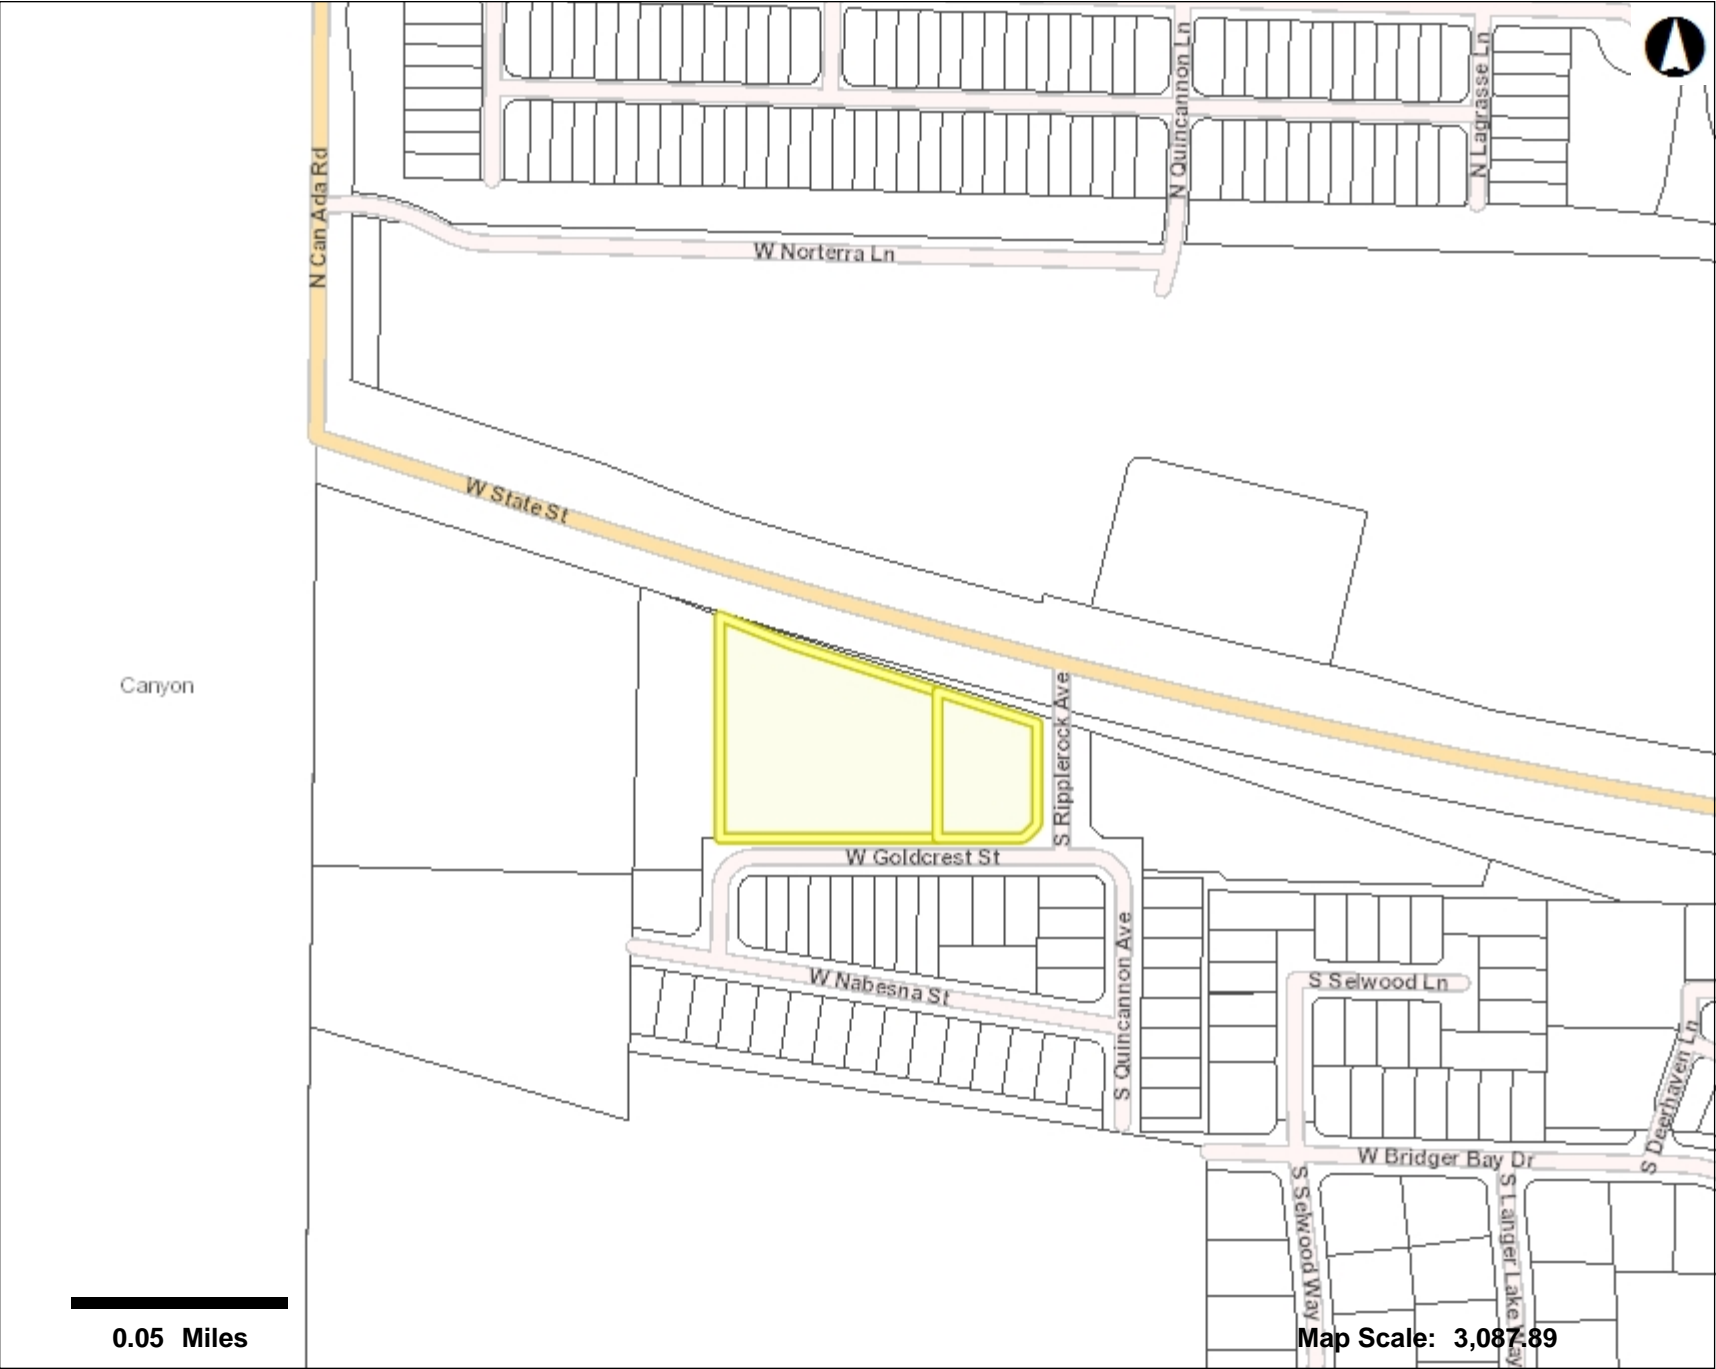 N Quincannon Ln
N Lagrasse Ln
N Can Ada Rd
W Norterra Ln
W State St
Canyon
S Ripplerock Ave
W Goldcrest St
W Nabesna St
S Quincannon Ave
S Selwood Ln
S Deerhaven Ln
W Bridger Bay Dr
S Selwood Way
S Langer Lake Way
0.05 Miles
Map Scale: 3,087.89